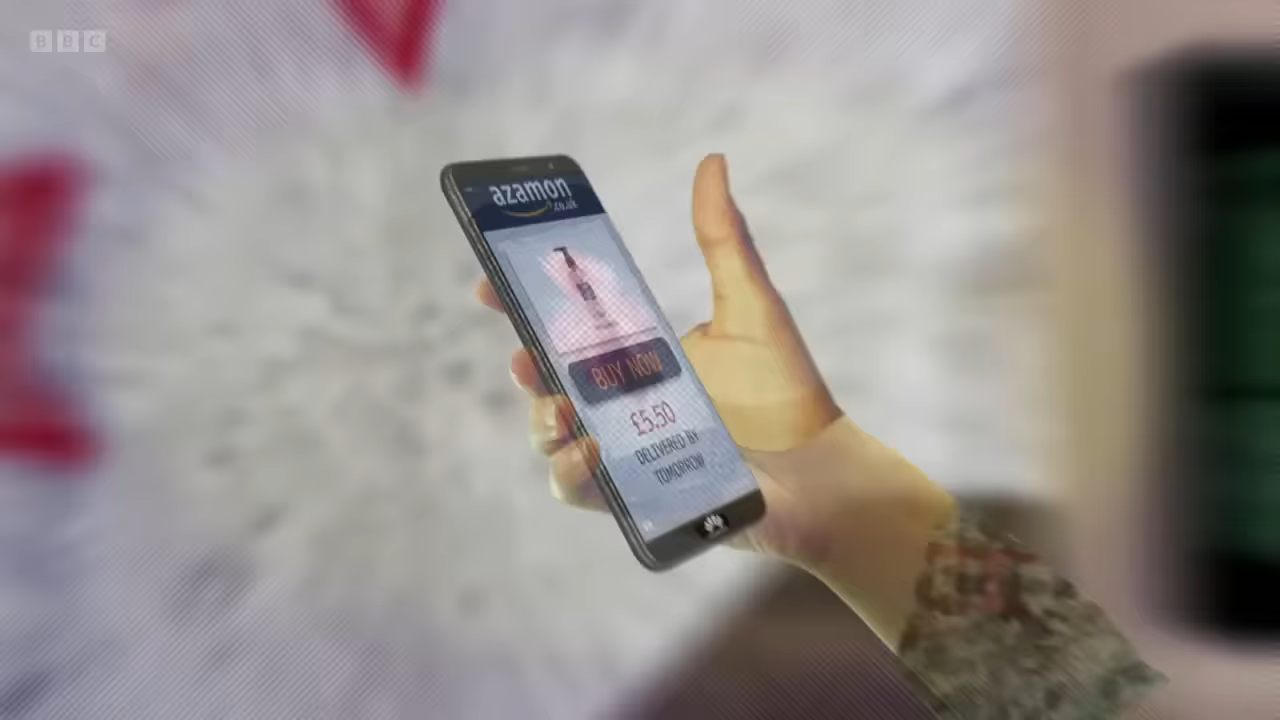 BBC
azamon
.co.uk
BUY NOW
£5.50
DELIVERED BY
TOMORROW